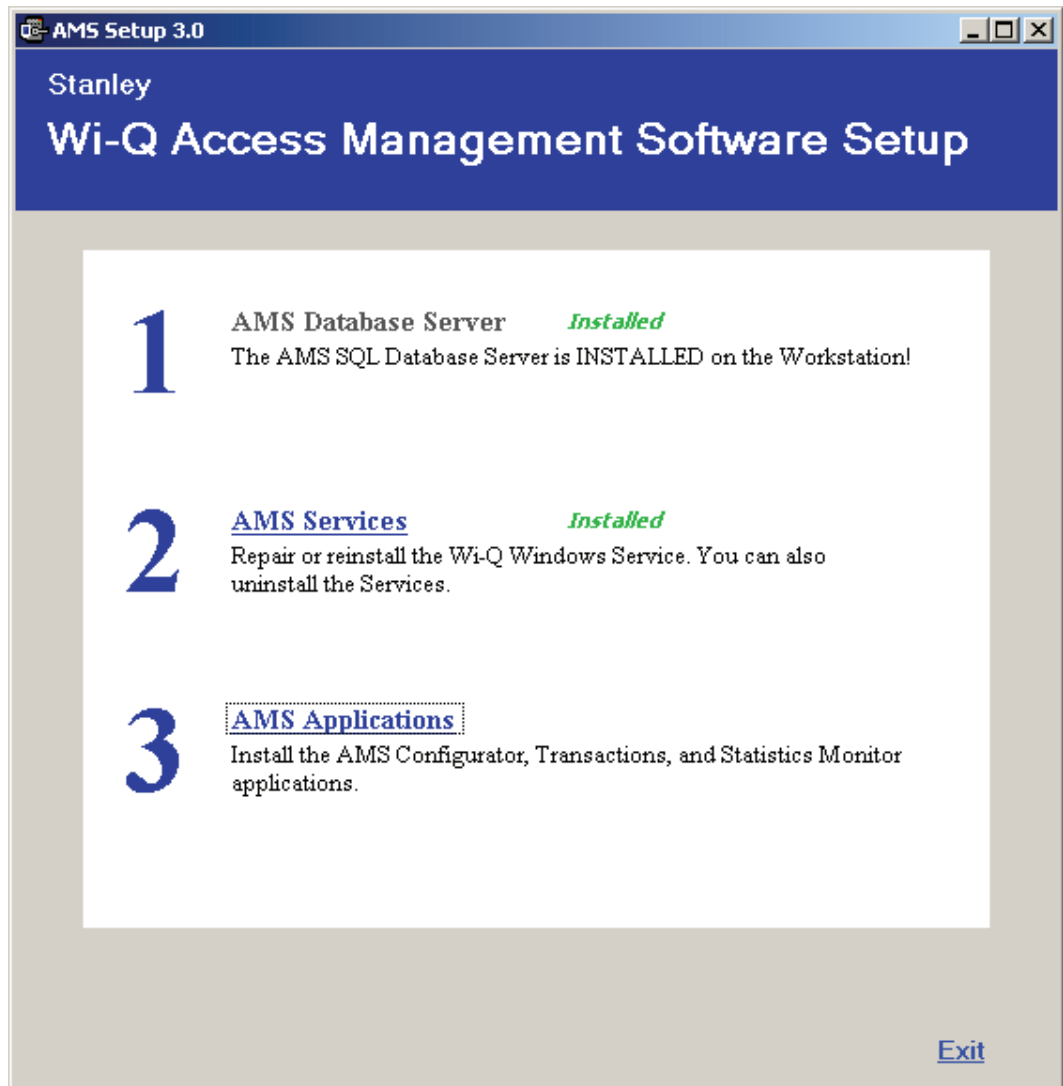 AMS Setup 3.0
Stanley
Wi-Q Access Management Software Setup
1
AMS Database Server Installed
The AMS SQL Database Server is INSTALLED on the Workstation!
2
AMS Services Installed
Repair or reinstall the Wi-Q Windows Service. You can also
uninstall the Services.
3
AMS Applications
Install the AMS Configurator, Transactions, and Statistics Monitor
applications.
Exit